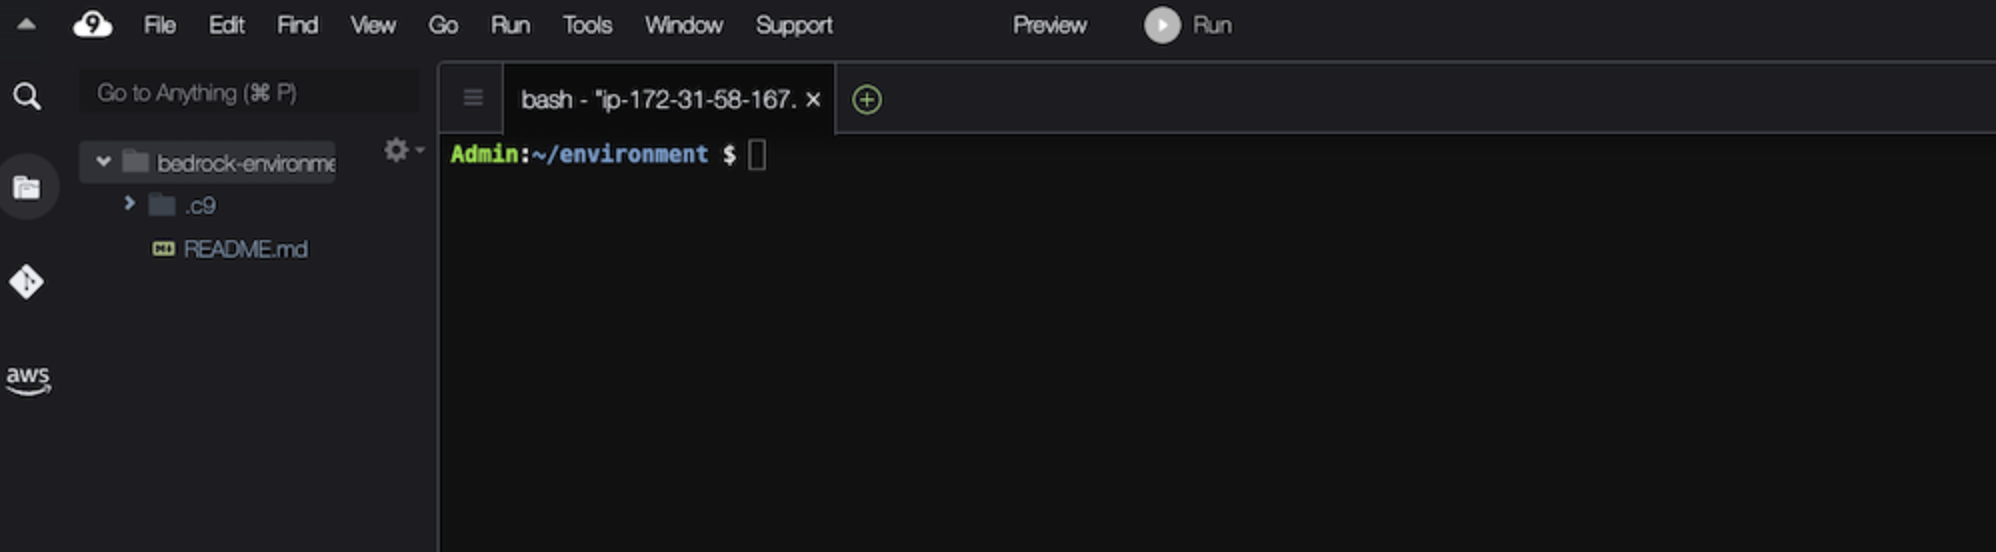 9 File Edit Find View Go Run Tools Window Support Preview Run
Go to Anything (⌘ P)
bash - "ip-172-31-58-167. ×
Admin:~/environment $
bedrock-environme
.c9
README.md
aws